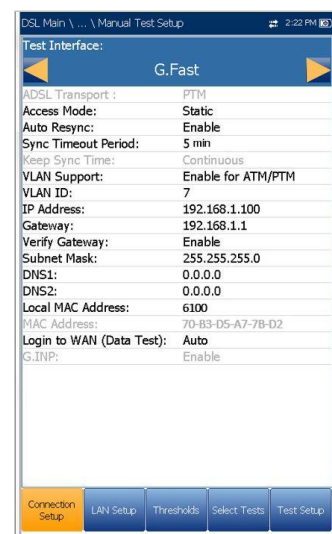 DSL Main \ ... \ Manual Test Setup 2:22 PM
Test Interface:
G.Fast
ADSL Transport : PTM
Access Mode: Static
Auto Resync: Enable
Sync Timeout Period: 5 min
Keep Sync Time: Continuous
VLAN Support: Enable for ATM/PTM
VLAN ID: 7
IP Address: 192.168.1.100
Gateway: 192.168.1.1
Verify Gateway: Enable
Subnet Mask: 255.255.255.0
DNS1: 0.0.0.0
DNS2: 0.0.0.0
Local MAC Address: 6100
MAC Address: 70-B3-D5-A7-7B-D2
Login to WAN (Data Test): Auto
G.INP: Enable
Connection Setup LAN Setup Thresholds Select Tests Test Setup